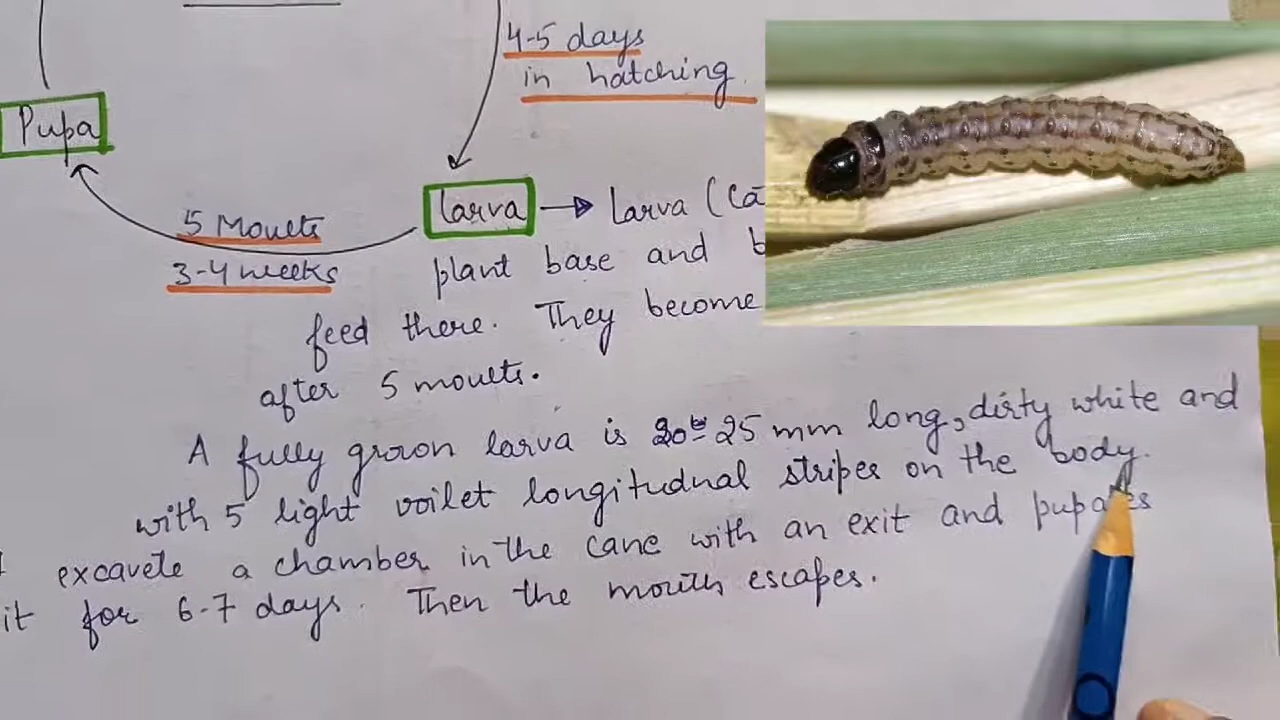 4-5 days
in hatching.
Pupa
5 Moults
3-4 weeks
larva → Larva (Ca
plant base and b
feed there. They become
after 5 moults.
A fully grown larva is 20 to 25 mm long, dirty white and
with 5 light voilet longitudnal stripes on the body.
excavete a chamber in the cane with an exit and pupates
it for 6-7 days. Then the mouth escapes.